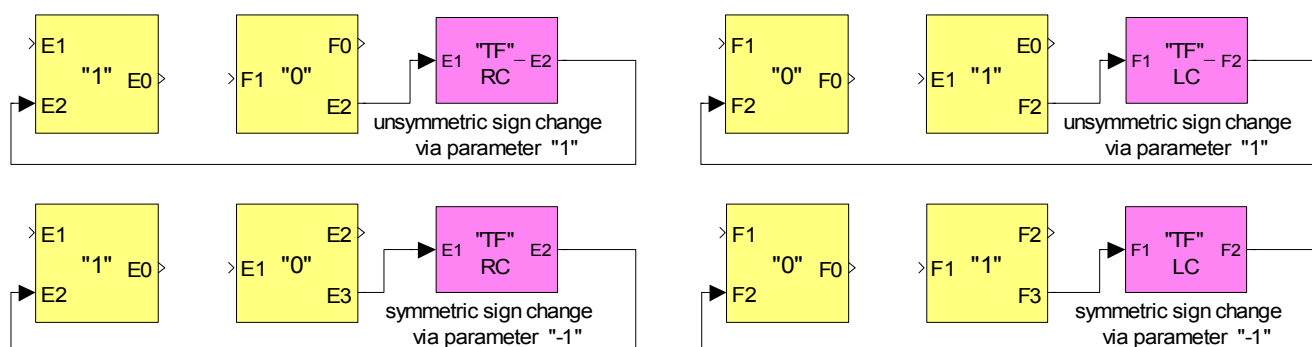 E1
"1"
E0
E2
F0
"0"
F1
E2
"TF"
E1 – E2
RC
unsymmetric sign change
via parameter "1"
F1
"0"
F0
F2
E0
"1"
E1
F2
"TF"
F1 – F2
LC
unsymmetric sign change
via parameter "1"
E1
"1"
E0
E2
E2
"0"
E1
E3
"TF"
E1 E2
RC
symmetric sign change
via parameter "-1"
F1
"0"
F0
F2
F2
"1"
F1
F3
"TF"
F1 F2
LC
symmetric sign change
via parameter "-1"